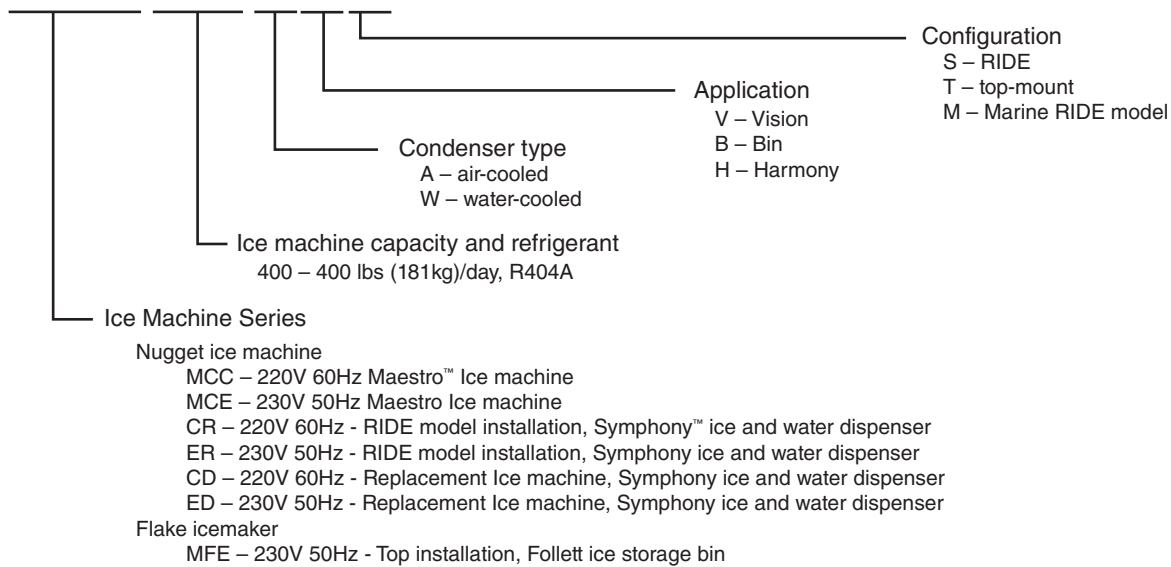 Configuration
S – RIDE
T – top-mount
M – Marine RIDE model
Application
V – Vision
B – Bin
H – Harmony
Condenser type
A – air-cooled
W – water-cooled
Ice machine capacity and refrigerant
400 – 400 lbs (181kg)/day, R404A
Ice Machine Series
Nugget ice machine
MCC – 220V 60Hz Maestro™ Ice machine
MCE – 230V 50Hz Maestro Ice machine
CR – 220V 60Hz - RIDE model installation, Symphony™ ice and water dispenser
ER – 230V 50Hz - RIDE model installation, Symphony ice and water dispenser
CD – 220V 60Hz - Replacement Ice machine, Symphony ice and water dispenser
ED – 230V 50Hz - Replacement Ice machine, Symphony ice and water dispenser
Flake icemaker
MFE – 230V 50Hz - Top installation, Follett ice storage bin